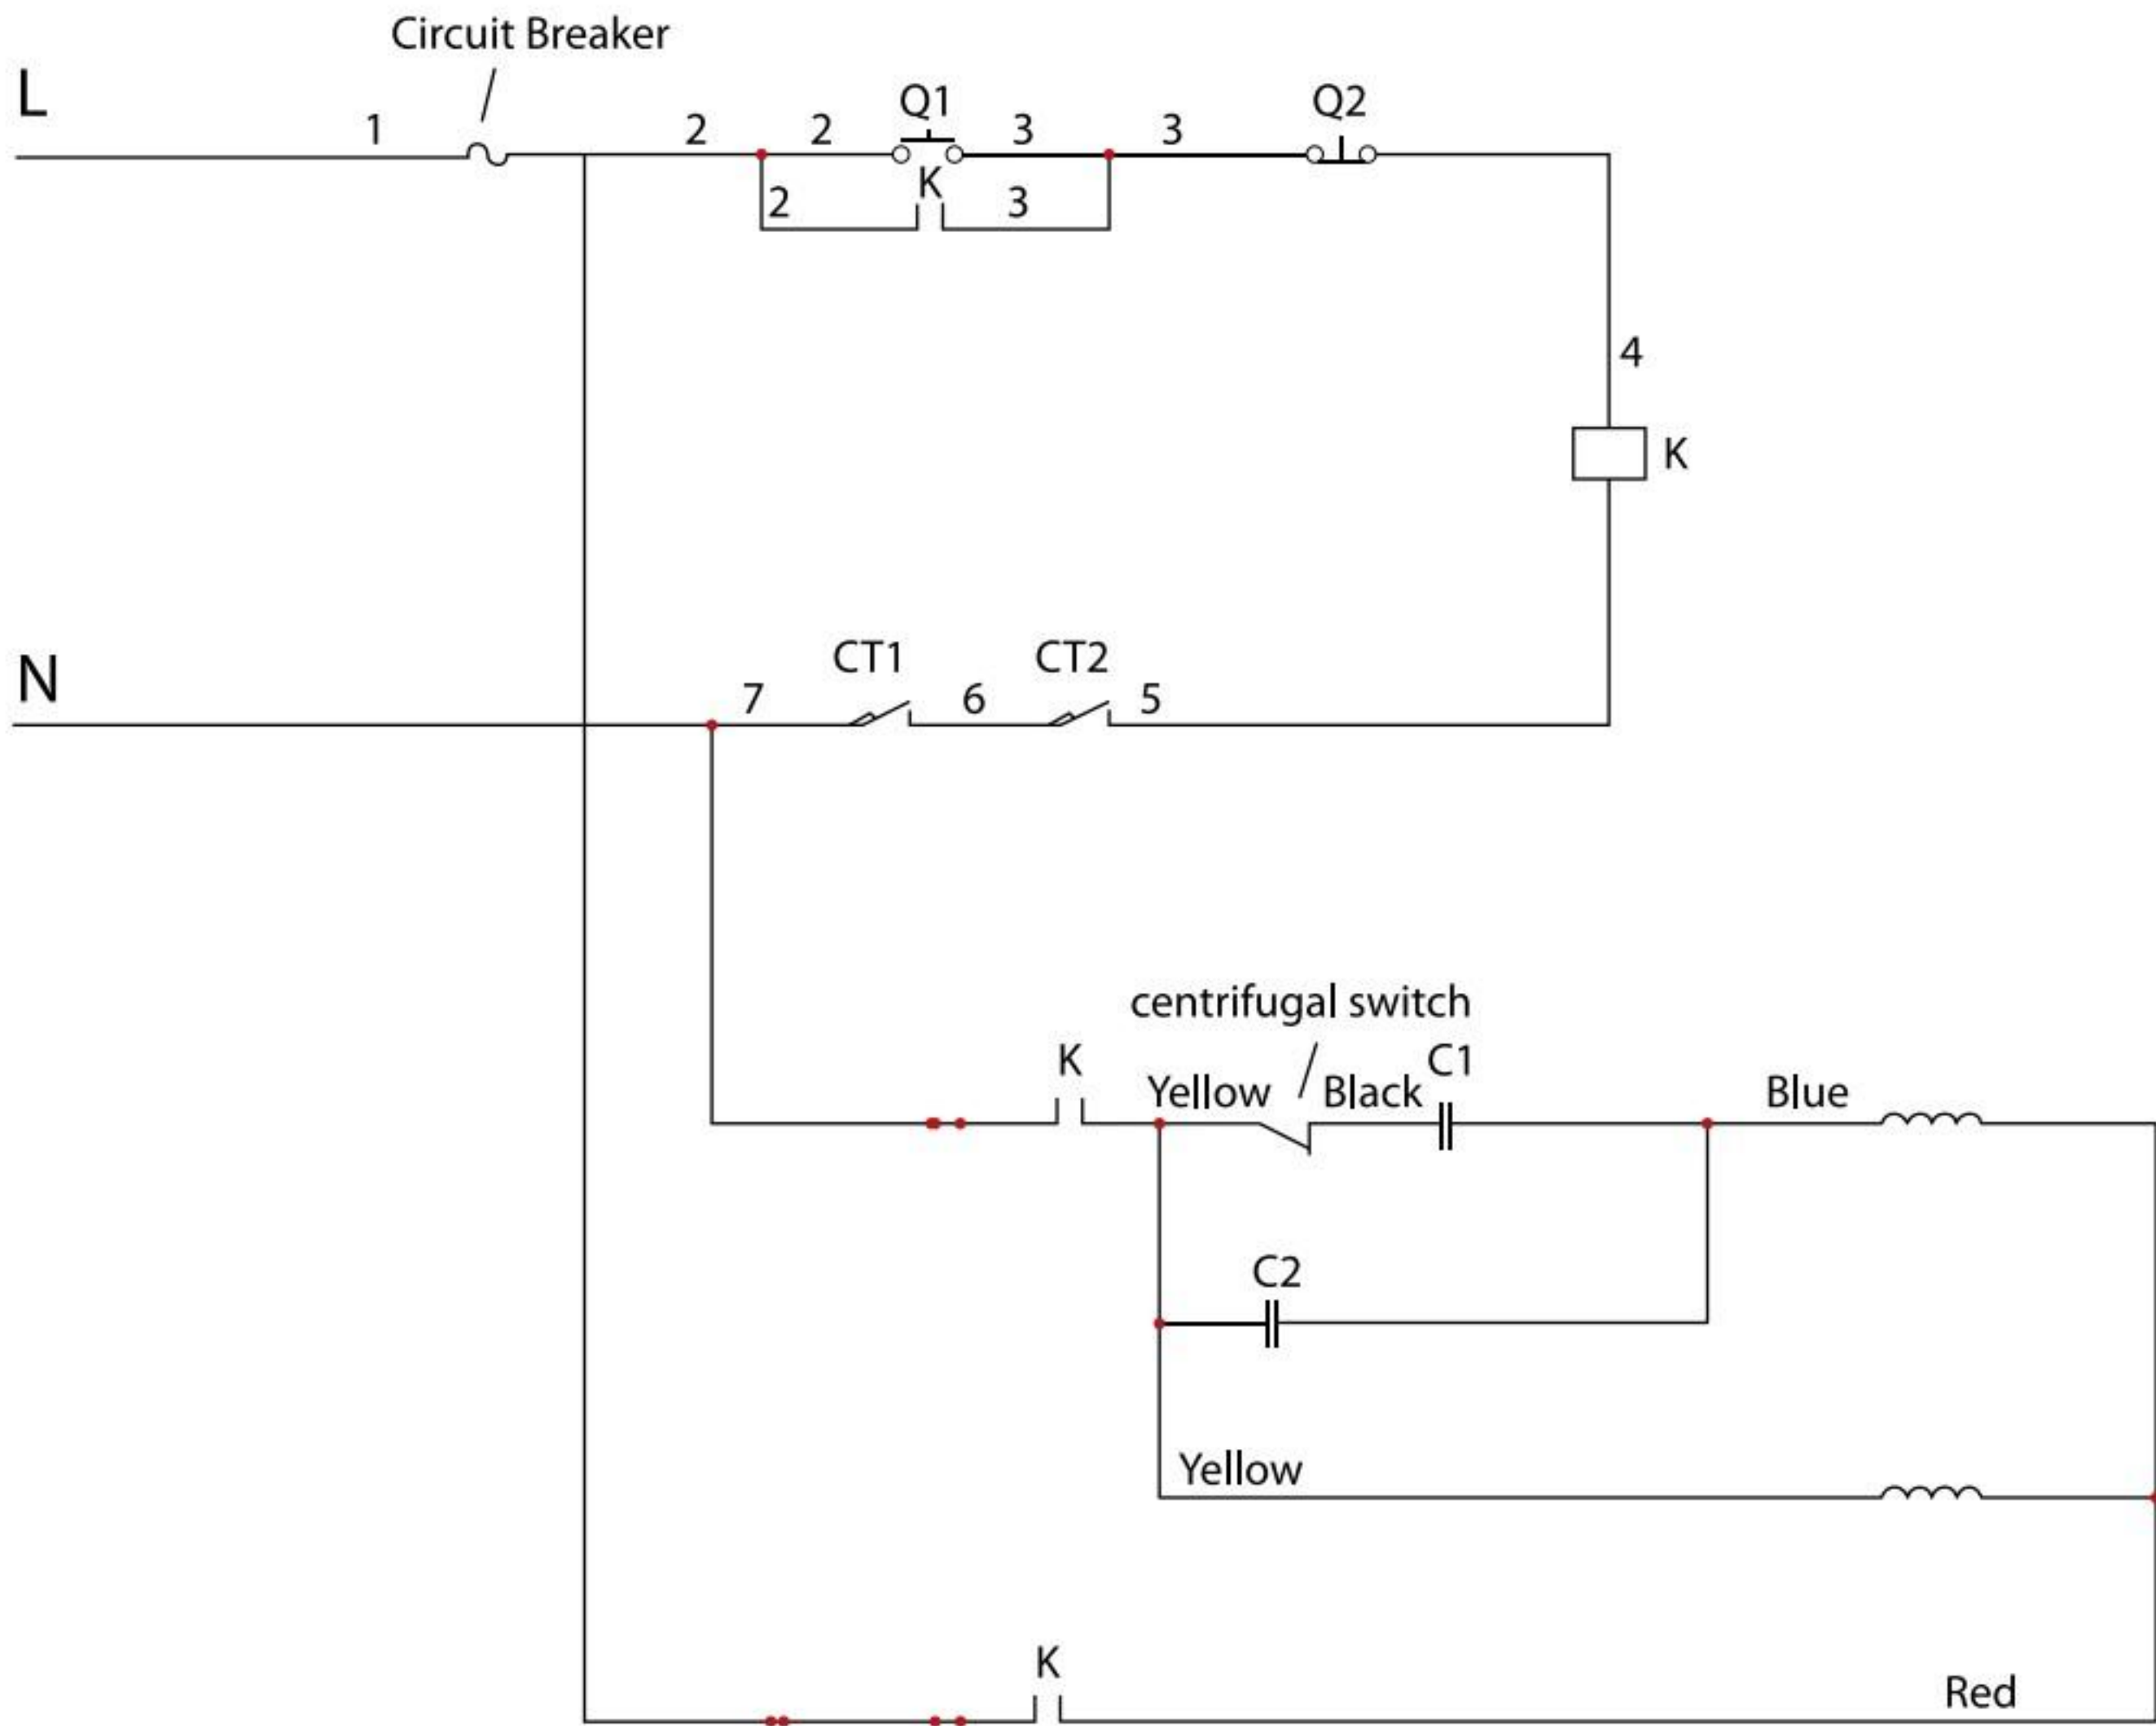 Circuit Breaker
L
1
2
2
Q1
3
3
Q2
2
K
3
4
K
N
7
CT1
6
CT2
5
centrifugal switch
K
Yellow
Black
C1
Blue
C2
Yellow
K
Red